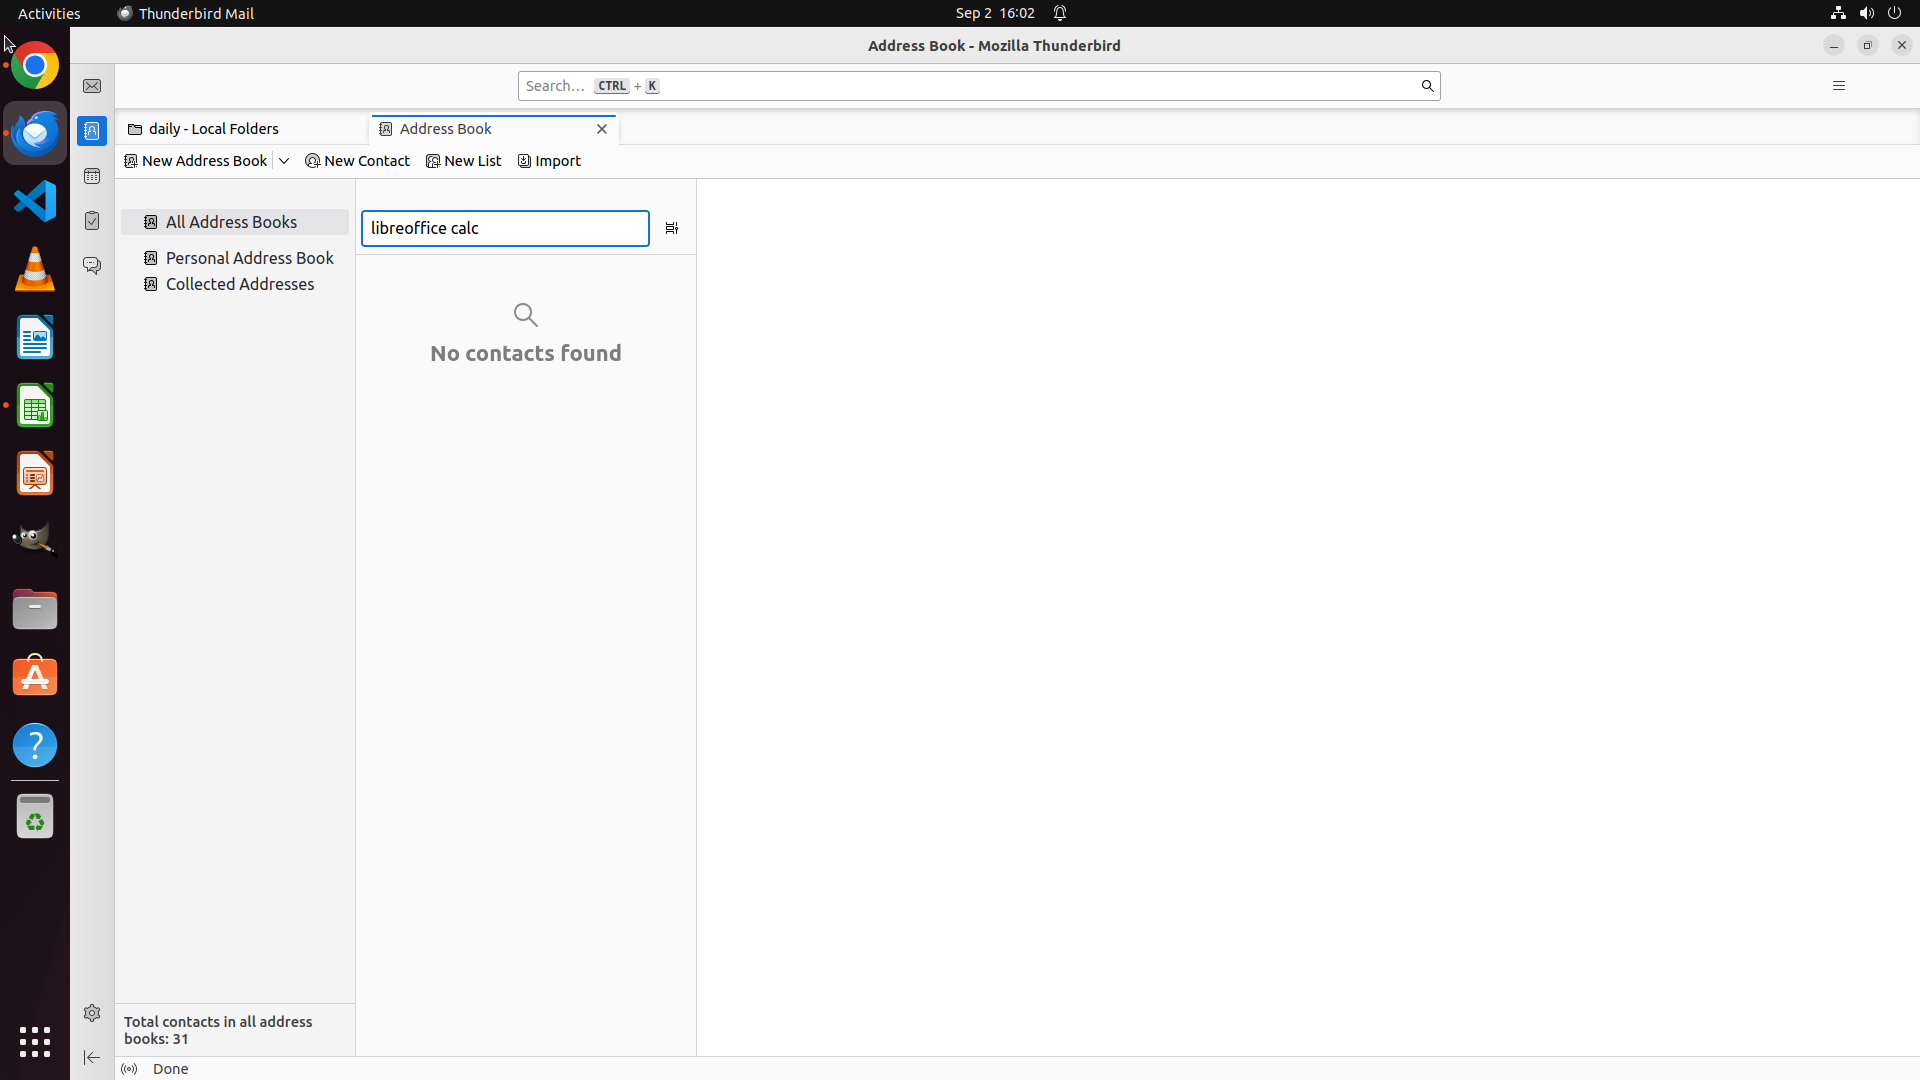 Activities
Thunderbird Mail
Sep 2 16:02
Address Book - Mozilla Thunderbird
Search… CTRL + K
daily - Local Folders
Address Book
New Address Book
New Contact
New List
Import
All Address Books
libreoffice calc
Personal Address Book
Collected Addresses
No contacts found
Total contacts in all address
books: 31
Done